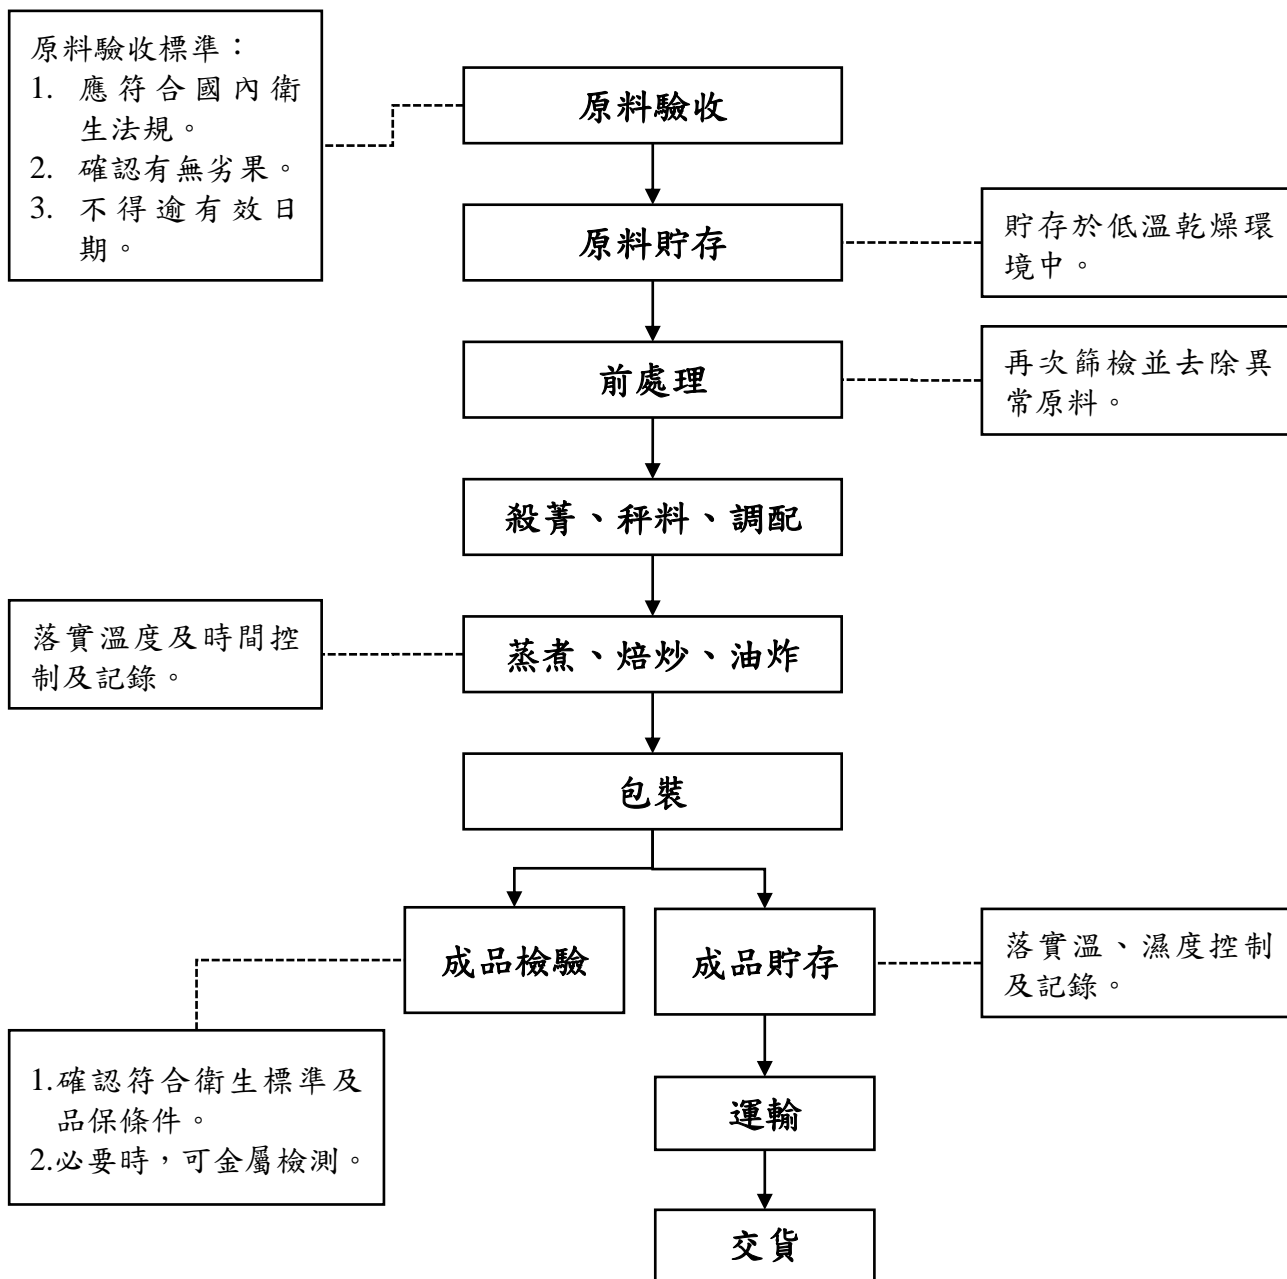 原料驗收標準：
1. 應符合國內衛
生法規。
2. 確認有無劣果。
3. 不得逾有效日
期。
原料驗收
原料貯存
貯存於低溫乾燥環
境中。
前處理
再次篩檢並去除異
常原料。
殺菁、秤料、調配
落實溫度及時間控
制及記錄。
蒸煮、焙炒、油炸
包裝
成品檢驗
成品貯存
落實溫、濕度控制
及記錄。
1.確認符合衛生標準及
品保條件。
2.必要時，可金屬檢測。
運輸
交貨